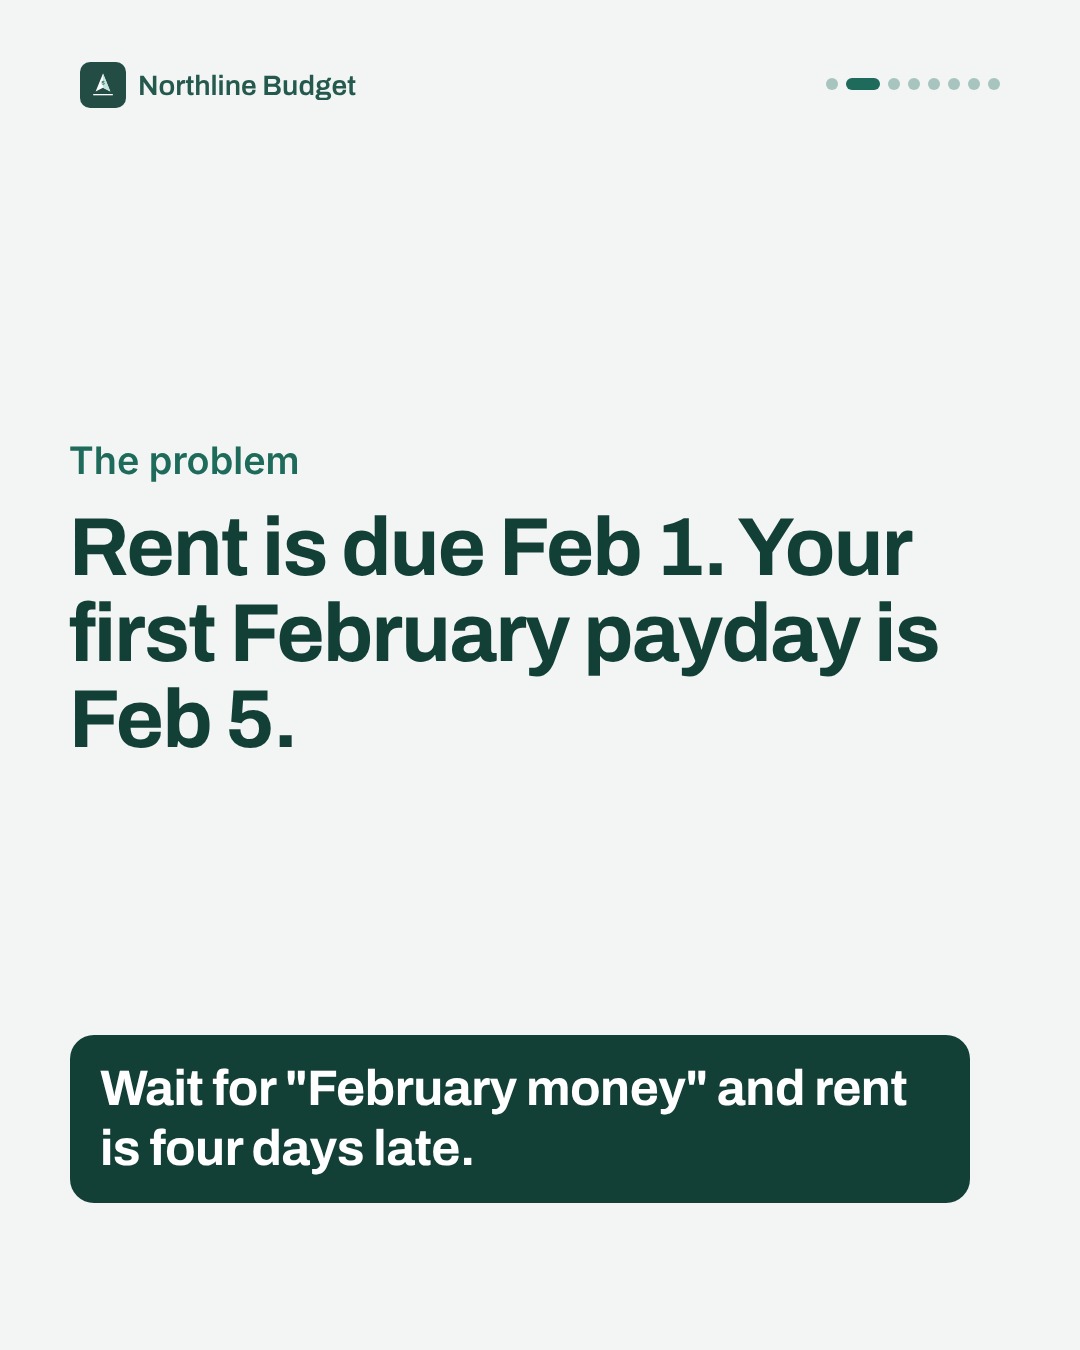 Northline Budget
The problem
Rent is due Feb 1. Your
first February payday is
Feb 5.
Wait for "February money" and rent
is four days late.